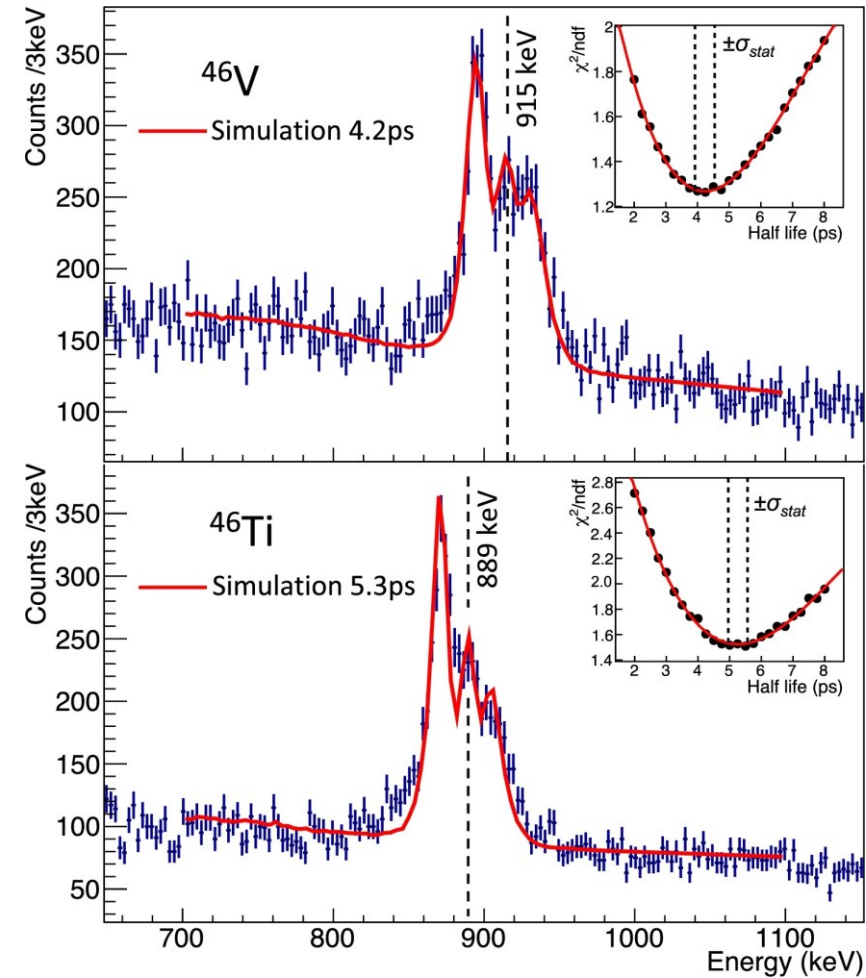 Counts /3keV
350
300
250
200
150
100
⁴⁶V
Simulation 4.2ps
915 keV
χ²/ndf
2
1.8
1.6
1.4
1.2
±σstat
2 3 4 5 6 7 8
Half life (ps)
Counts /3keV
350
300
250
200
150
100
50
⁴⁶Ti
Simulation 5.3ps
889 keV
χ²/ndf
2.8
2.6
2.4
2.2
2.0
1.8
1.6
1.4
±σstat
2 3 4 5 6 7 8
Half life (ps)
700 800 900 1000 1100
Energy (keV)